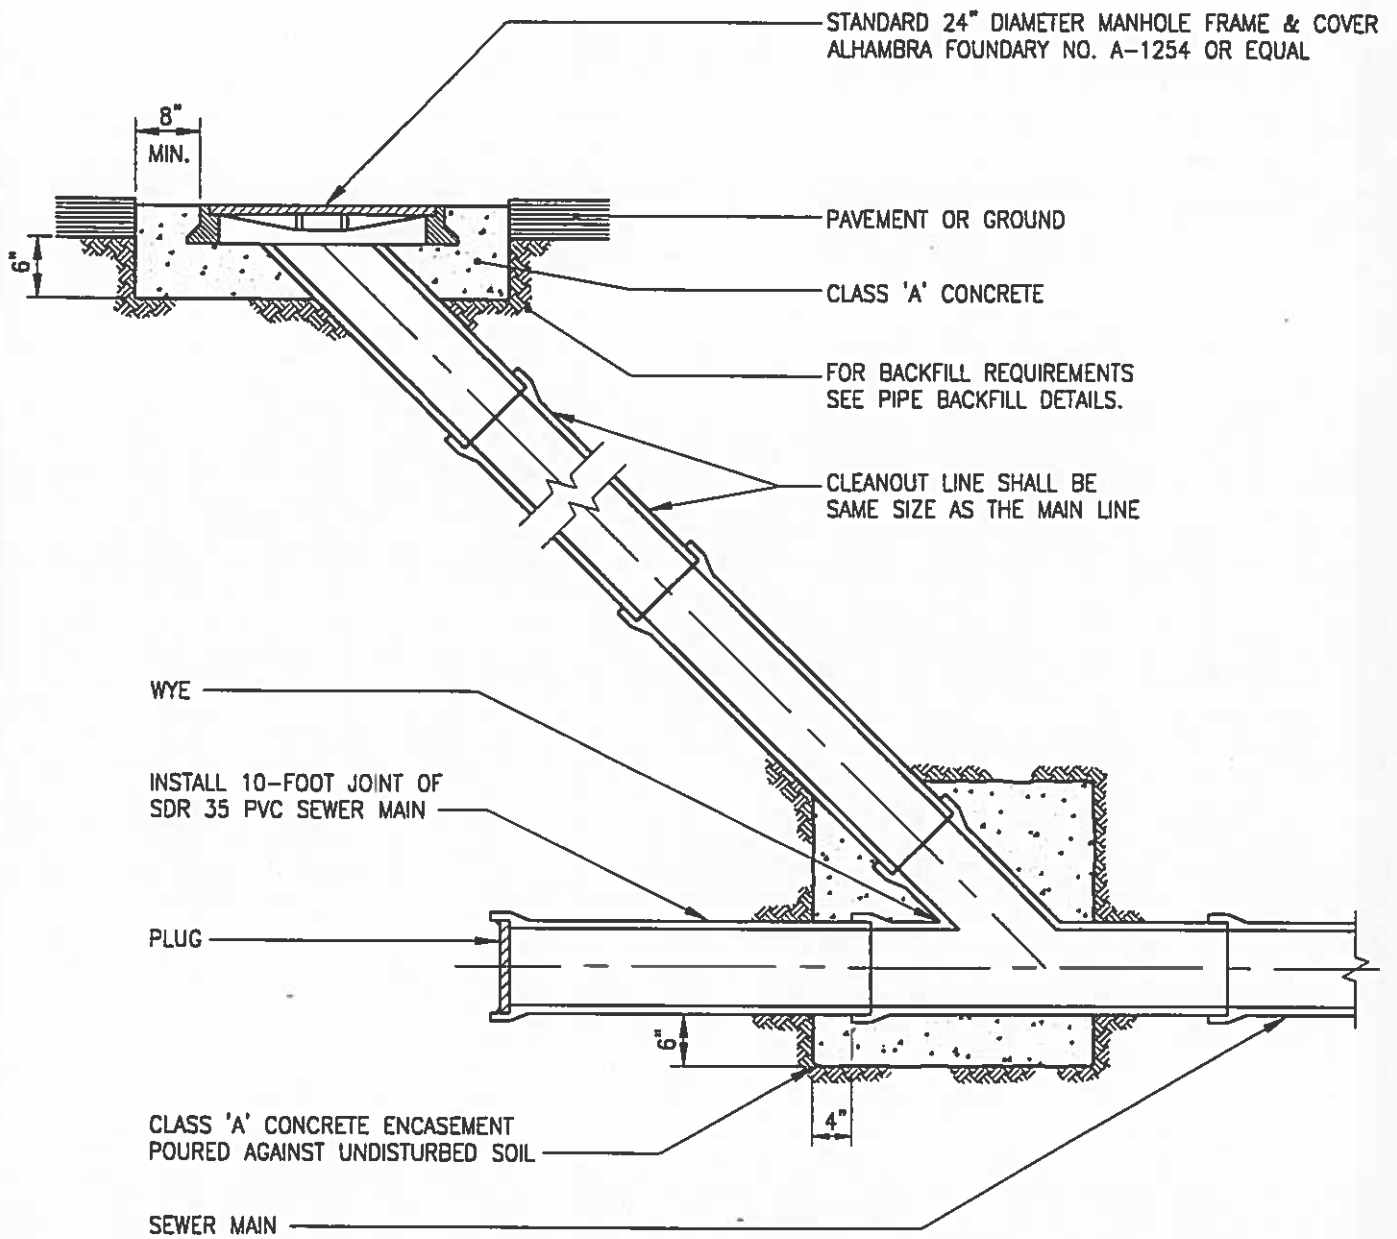 STANDARD 24" DIAMETER MANHOLE FRAME & COVER
ALHAMBRA FOUNDARY NO. A-1254 OR EQUAL
8"
MIN.
PAVEMENT OR GROUND
6"
CLASS 'A' CONCRETE
FOR BACKFILL REQUIREMENTS
SEE PIPE BACKFILL DETAILS.
CLEANOUT LINE SHALL BE
SAME SIZE AS THE MAIN LINE
WYE
INSTALL 10-FOOT JOINT OF
SDR 35 PVC SEWER MAIN
PLUG
6"
4"
CLASS 'A' CONCRETE ENCASEMENT
POURED AGAINST UNDISTURBED SOIL
SEWER MAIN